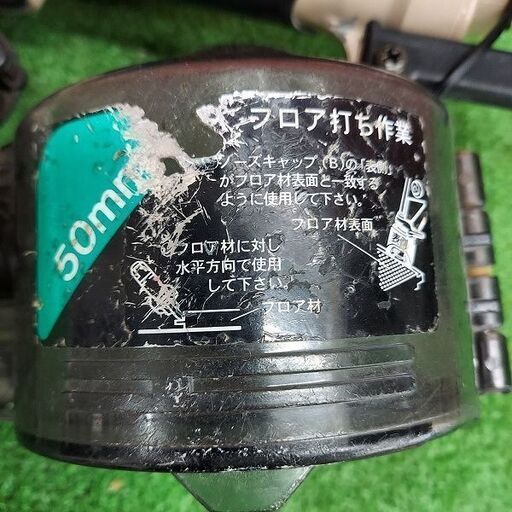 フロア打ち作業
ノーズキャップ(B)の「表側」
がフロア材表面と一致する
ように使用して下さい。
フロア材表面
50mm
フロア材に対し
水平方向で使用
して下さい。
フロア材